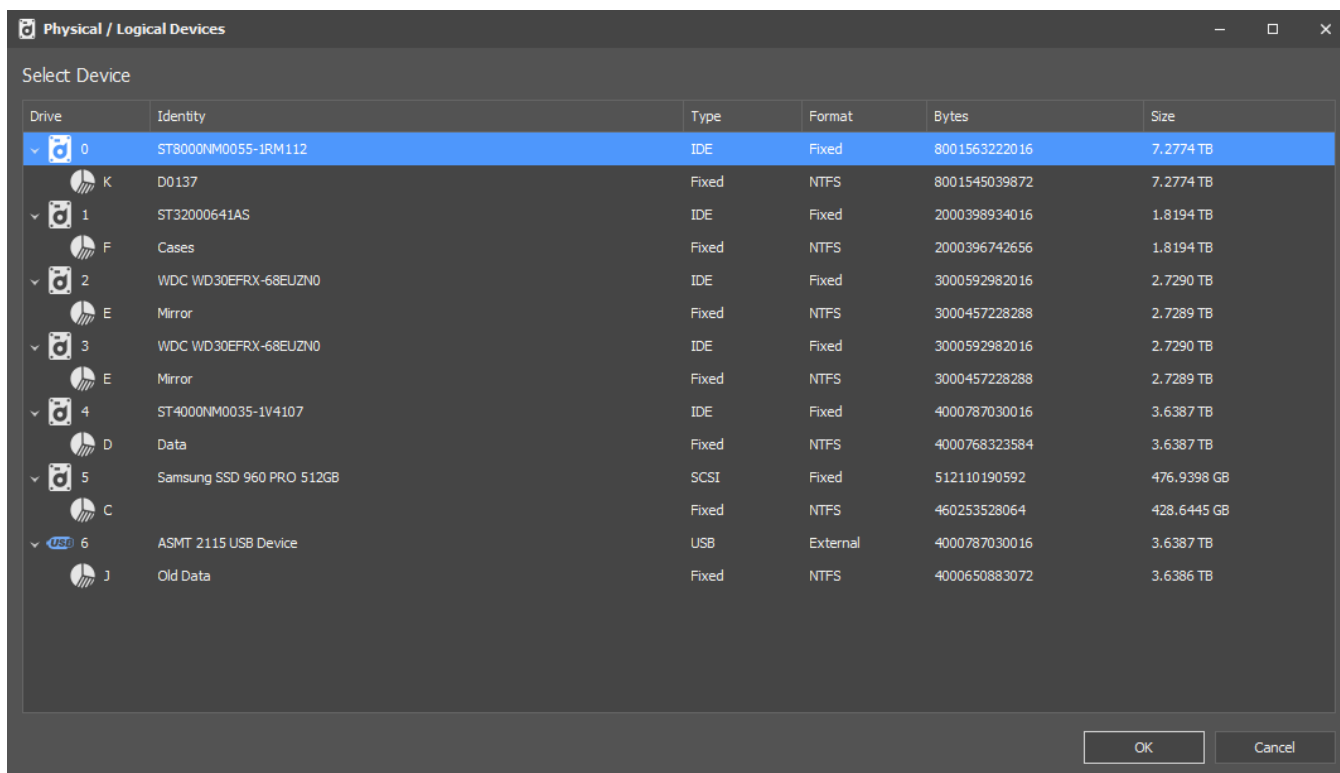 Physical / Logical Devices
Select Device
Drive Identity Type Format Bytes Size
0 ST8000NM0055-1RM112 IDE Fixed 8001563222016 7.2774 TB
K D0137 Fixed NTFS 8001545039872 7.2774 TB
1 ST32000641AS IDE Fixed 2000398934016 1.8194 TB
F Cases Fixed NTFS 2000396742656 1.8194 TB
2 WDC WD30EFRX-68EUZN0 IDE Fixed 3000592982016 2.7290 TB
E Mirror Fixed NTFS 3000457228288 2.7289 TB
3 WDC WD30EFRX-68EUZN0 IDE Fixed 3000592982016 2.7290 TB
E Mirror Fixed NTFS 3000457228288 2.7289 TB
4 ST4000NM0035-1V4107 IDE Fixed 4000787030016 3.6387 TB
D Data Fixed NTFS 4000768323584 3.6387 TB
5 Samsung SSD 960 PRO 512GB SCSI Fixed 512110190592 476.9398 GB
C Fixed NTFS 460253528064 428.6445 GB
USB 6 ASMT 2115 USB Device USB External 4000787030016 3.6387 TB
J Old Data Fixed NTFS 4000650883072 3.6386 TB
OK Cancel